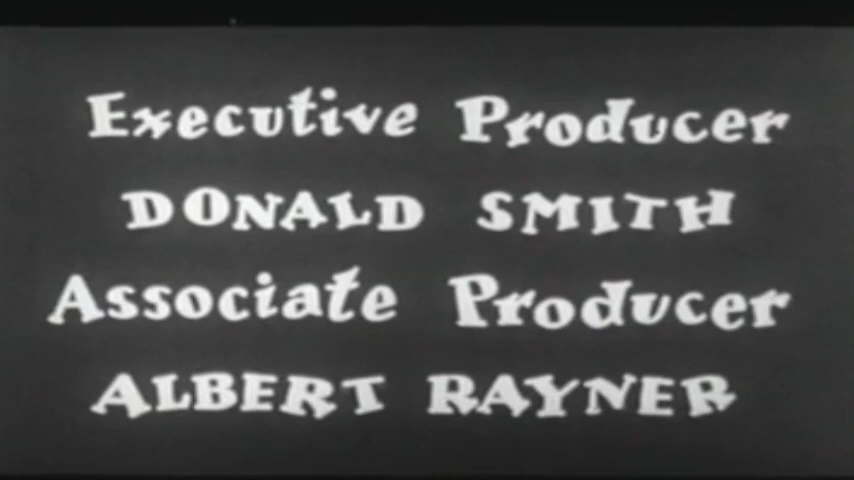 Executive Producer
DONALD SMITH
Associate Producer
ALBERT RAYNER